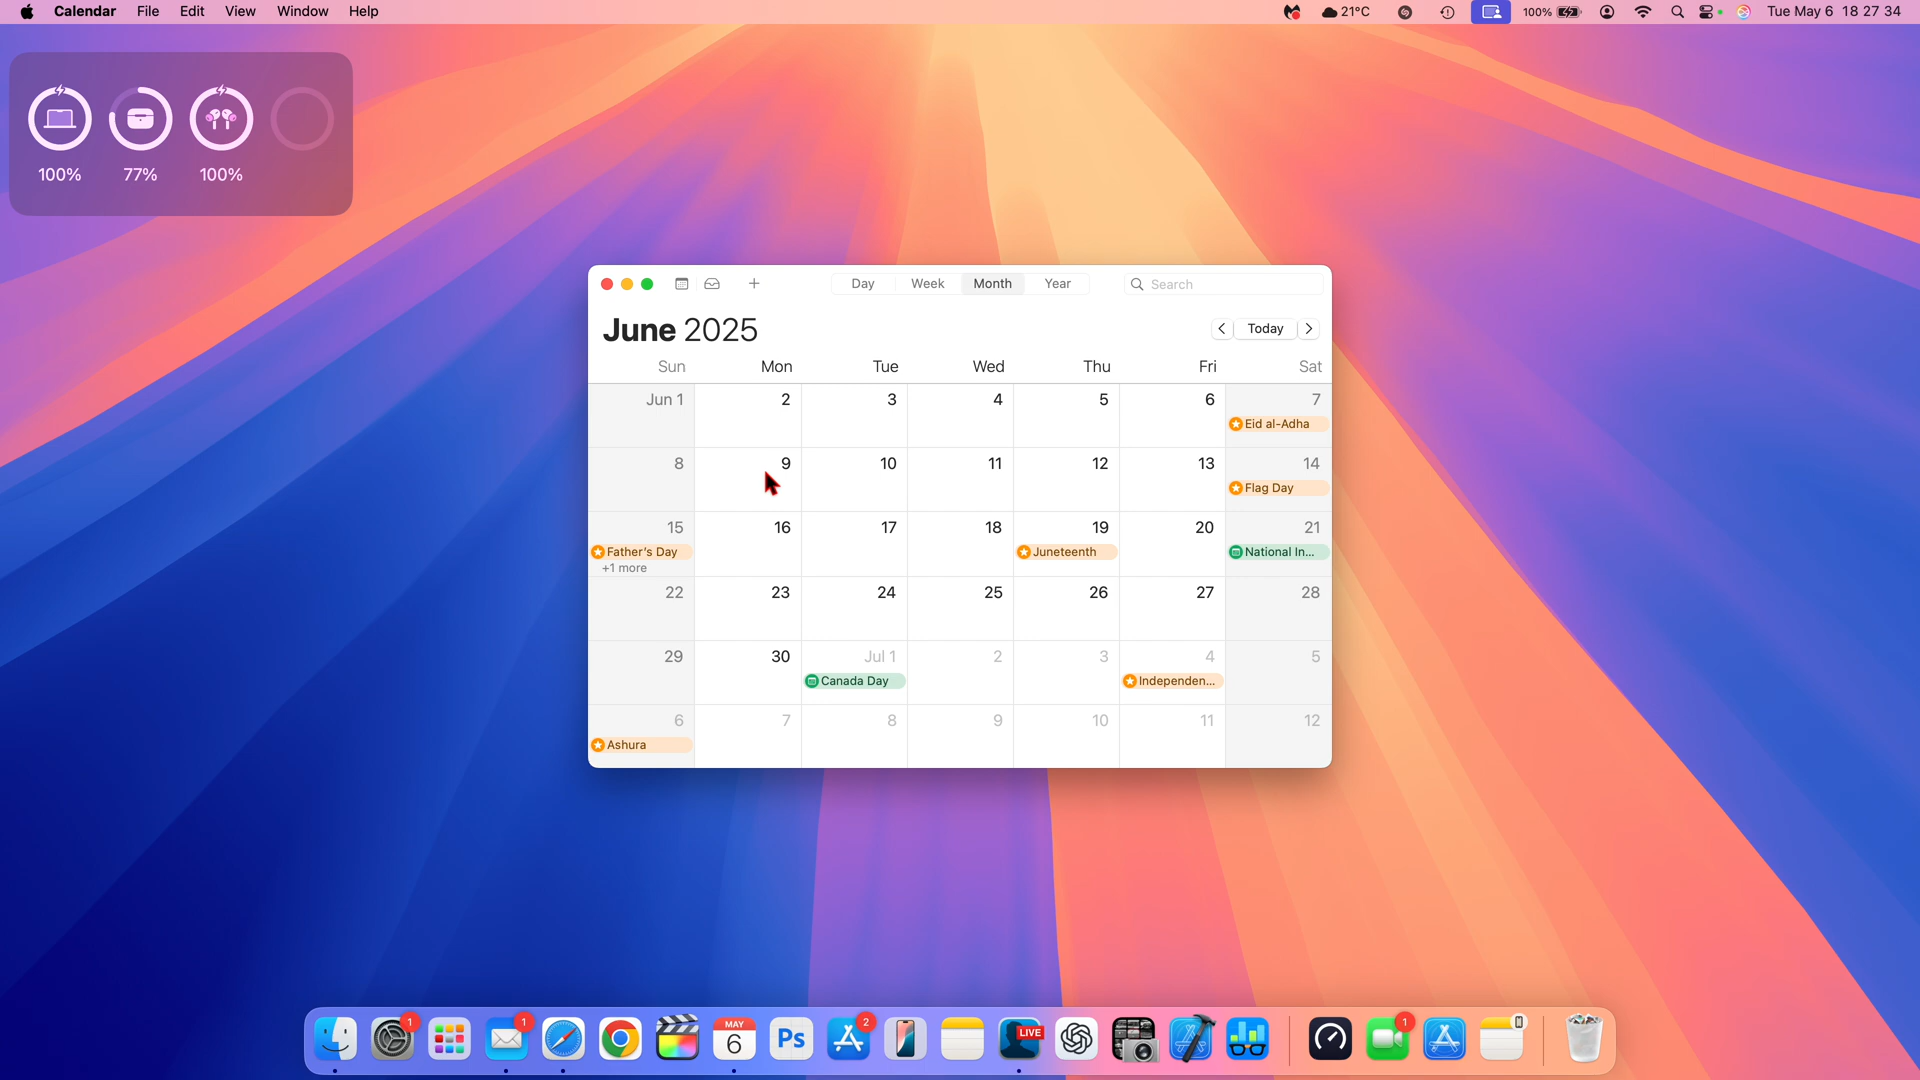 Calendar File Edit View Window Help 21°C 100% Tue May 6 18 27 34
100% 77% 100%
Day Week Month Year Search
June 2025 Today
Sun Mon Tue Wed Thu Fri Sat
Jun 1 2 3 4 5 6 7
Eid al-Adha
8 9 10 11 12 13 14
Flag Day
15 16 17 18 19 20 21
Father's Day Juneteenth National In...
+1 more
22 23 24 25 26 27 28
29 30 Jul 1 2 3 4 5
Canada Day Independen...
6 7 8 9 10 11 12
Ashura
1 1 MAY 6 Ps 2 LIVE 1